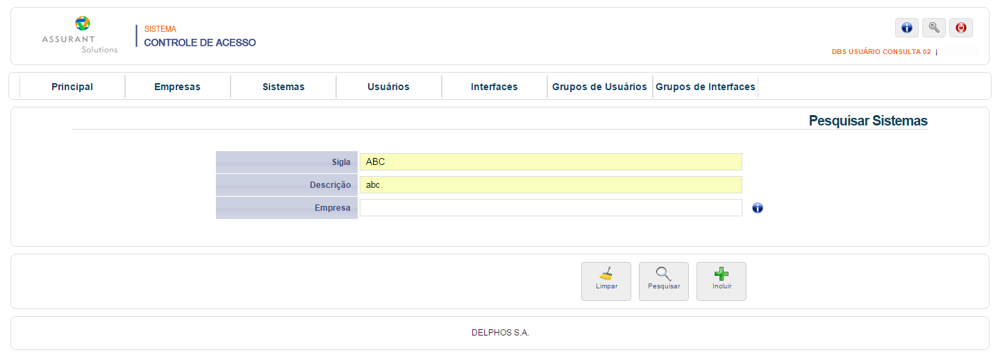 ASSURANT
Solutions
SISTEMA
CONTROLE DE ACESSO
DBS USUÁRIO CONSULTA 02 |
Principal Empresas Sistemas Usuários Interfaces Grupos de Usuários Grupos de Interfaces
Pesquisar Sistemas
Sigla ABC
Descrição abc
Empresa
Limpar Pesquisar Incluir
DELPHOS S.A.